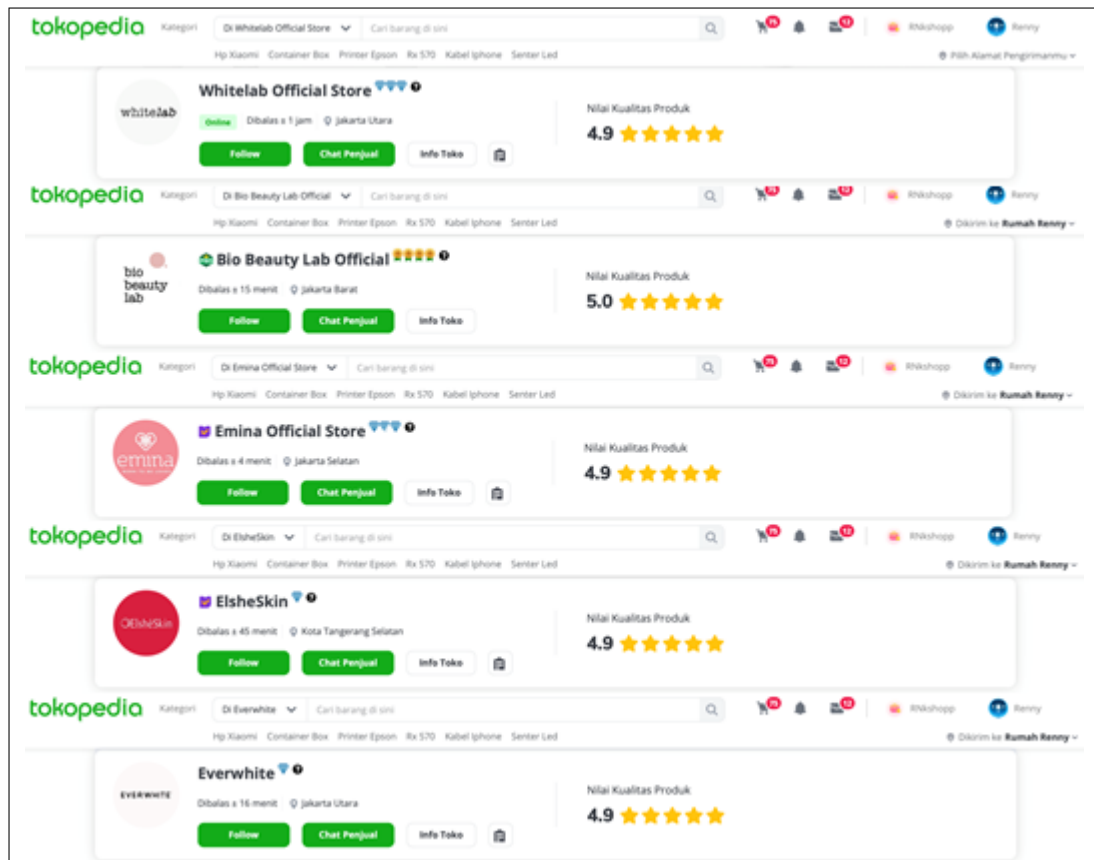 tokopedia Kategori Di Whitelab Official Store Cari barang di sini 75 12 RNkshopp Renny
Hp Xiaomi Container Box Printer Epson Rx 570 Kabel Iphone Senter Led Pilih Alamat Pengirimanmu
whitelab
Whitelab Official Store
Online Dibalas ± 1 jam Jakarta Utara
Follow Chat Penjual Info Toko
Nilai Kualitas Produk
4.9
tokopedia Kategori Di Bio Beauty Lab Official Cari barang di sini 75 12 RNkshopp Renny
Hp Xiaomi Container Box Printer Epson Rx 570 Kabel Iphone Senter Led Dikirim ke Rumah Renny
bio
beauty
lab
Bio Beauty Lab Official
Dibalas ± 15 menit Jakarta Barat
Follow Chat Penjual Info Toko
Nilai Kualitas Produk
5.0
tokopedia Kategori Di Emina Official Store Cari barang di sini 75 12 RNkshopp Renny
Hp Xiaomi Container Box Printer Epson Rx 570 Kabel Iphone Senter Led Dikirim ke Rumah Renny
emina
Emina Official Store
Dibalas ± 4 menit Jakarta Selatan
Follow Chat Penjual Info Toko
Nilai Kualitas Produk
4.9
tokopedia Kategori Di ElsheSkin Cari barang di sini 75 12 RNkshopp Renny
Hp Xiaomi Container Box Printer Epson Rx 570 Kabel Iphone Senter Led Dikirim ke Rumah Renny
ElsheSkin
ElsheSkin
Dibalas ± 45 menit Kota Tangerang Selatan
Follow Chat Penjual Info Toko
Nilai Kualitas Produk
4.9
tokopedia Kategori Di Everwhite Cari barang di sini 75 12 RNkshopp Renny
Hp Xiaomi Container Box Printer Epson Rx 570 Kabel Iphone Senter Led Dikirim ke Rumah Renny
EVERWHITE
Everwhite
Dibalas ± 16 menit Jakarta Utara
Follow Chat Penjual Info Toko
Nilai Kualitas Produk
4.9